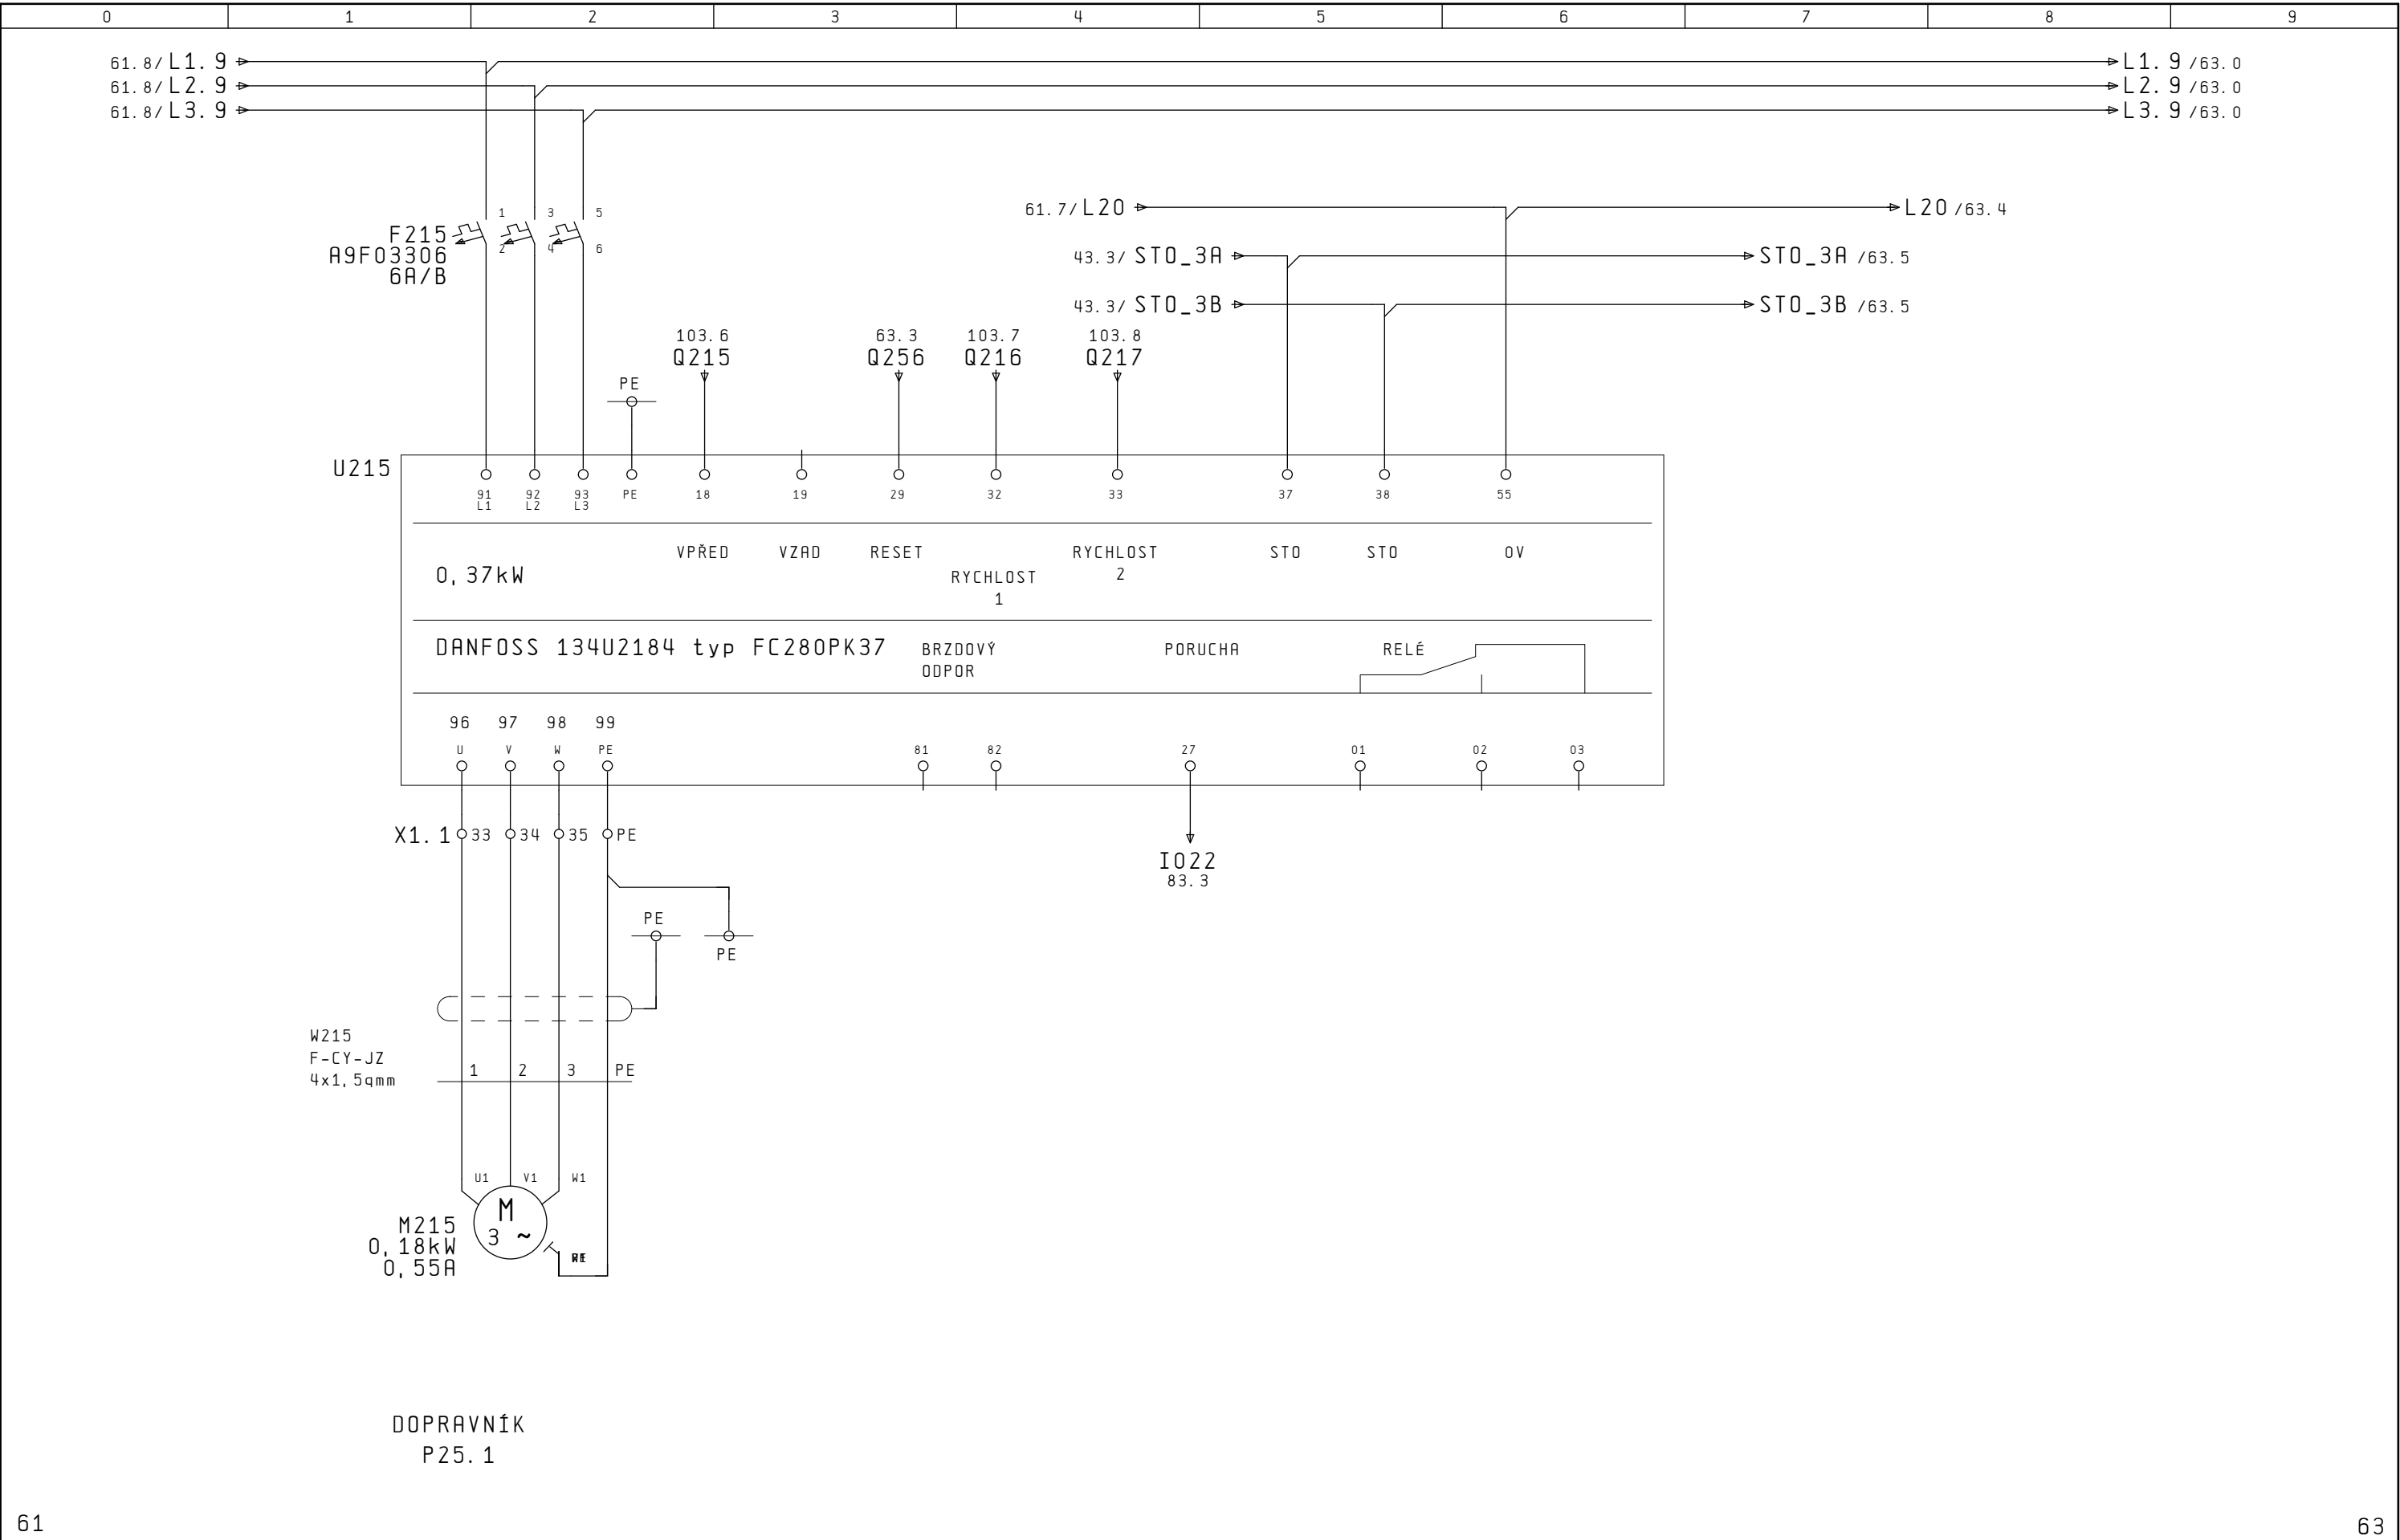 0 1 2 3 4 5 6 7 8 9
61.8/L1.9 L1.9/63.0
61.8/L2.9 L2.9/63.0
61.8/L3.9 L3.9/63.0
61.7/L20 L20/63.4
1 3 5
F215
2 4 6
A9F03306
6A/B
43.3/ STO_3A STO_3A /63.5
43.3/ STO_3B STO_3B /63.5
103.6 63.3 103.7 103.8
Q215 Q256 Q216 Q217
PE
U215
91 92 93 PE 18 19 29 32 33 37 38 55
L1 L2 L3
VPŘED VZAD RESET RYCHLOST STO STO 0V
2
0,37kW RYCHLOST
1
DANFOSS 134U2184 typ FC280PK37 BRZDOVÝ PORUCHA RELÉ
ODPOR
96 97 98 99
U V W PE 81 82 27 01 02 03
X1.1 33 34 35 PE
I022
83.3
PE
PE
W215
F-CY-JZ
4x1,5qmm
1 2 3 PE
U1 V1 W1
M
3 ~
M215
0,18kW
0,55A
DOPRAVNÍK
P25.1
61 63